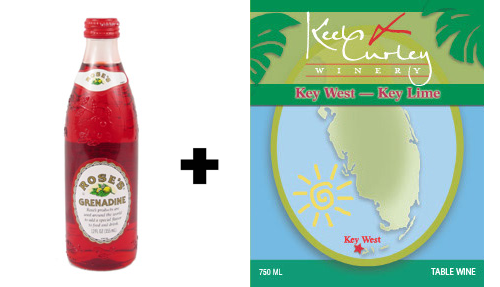 ROSE'S
ROSE'S
GRENADINE
+
Keel & Curley
WINERY
Key West — Key Lime
Key West
750 ML
TABLE WINE